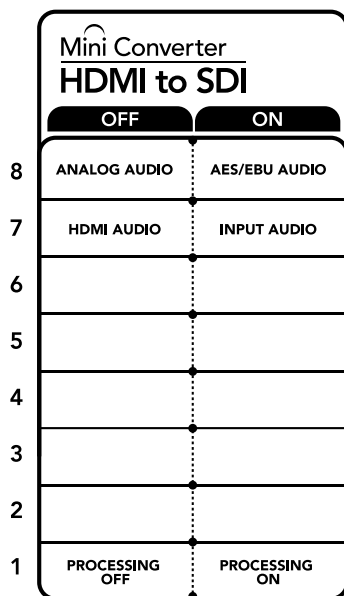 Mini Converter
HDMI to SDI
OFF ON
8 ANALOG AUDIO AES/EBU AUDIO
7 HDMI AUDIO INPUT AUDIO
6
5
4
3
2
1 PROCESSING OFF PROCESSING ON